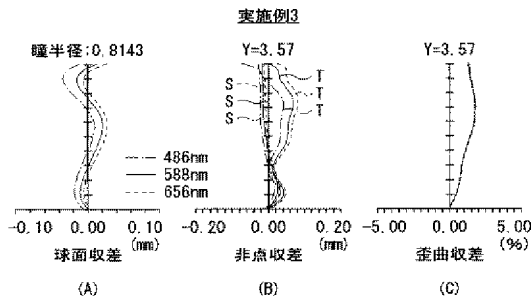 実施例3
瞳半径:0.8143
Y=3.57
Y=3.57
S
T
S
T
S
T
486nm
588nm
656nm
-0.10 0.00 0.10
(mm)
-0.20 0.00 0.20
(mm)
-5.00 0.00 5.00
(%)
球面収差
非点収差
歪曲収差
(A)
(B)
(C)